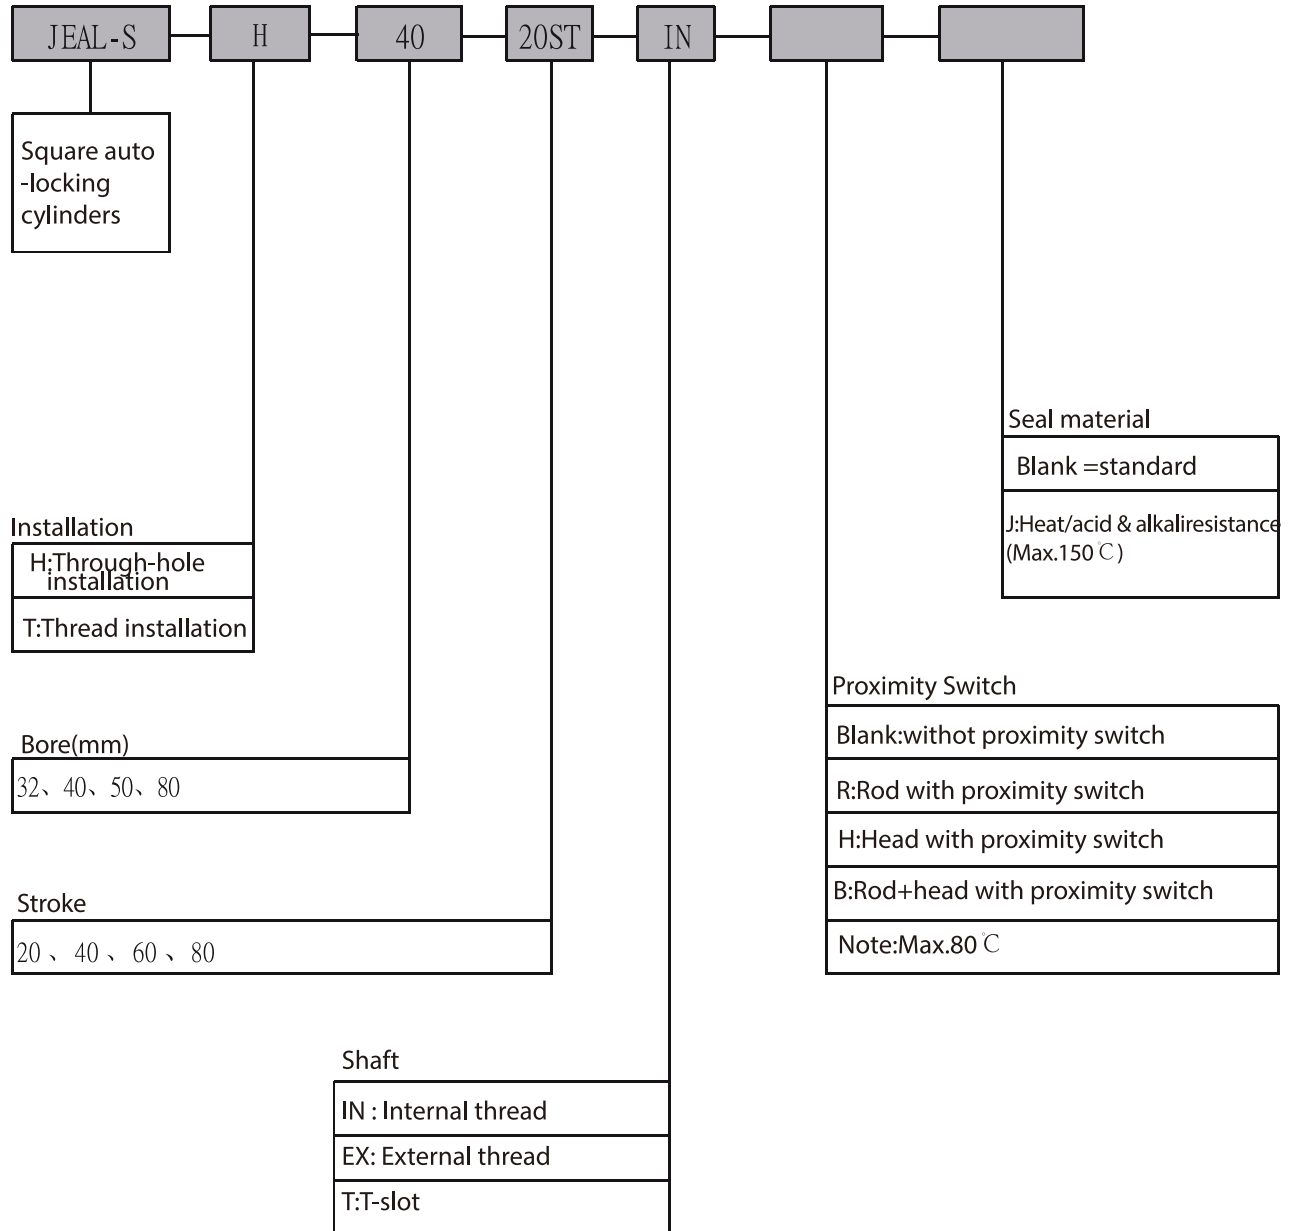 JEAL-S H 40 20ST IN
Square auto
-locking
cylinders
Seal material
Blank =standard
J:Heat/acid & alkaliresistance
(Max.150℃)
Installation
H:Through-hole
installation
T:Thread installation
Proximity Switch
Blank:withot proximity switch
R:Rod with proximity switch
H:Head with proximity switch
B:Rod+head with proximity switch
Note:Max.80℃
Bore(mm)
32、40、50、80
Stroke
20、40、60、80
Shaft
IN : Internal thread
EX: External thread
T:T-slot